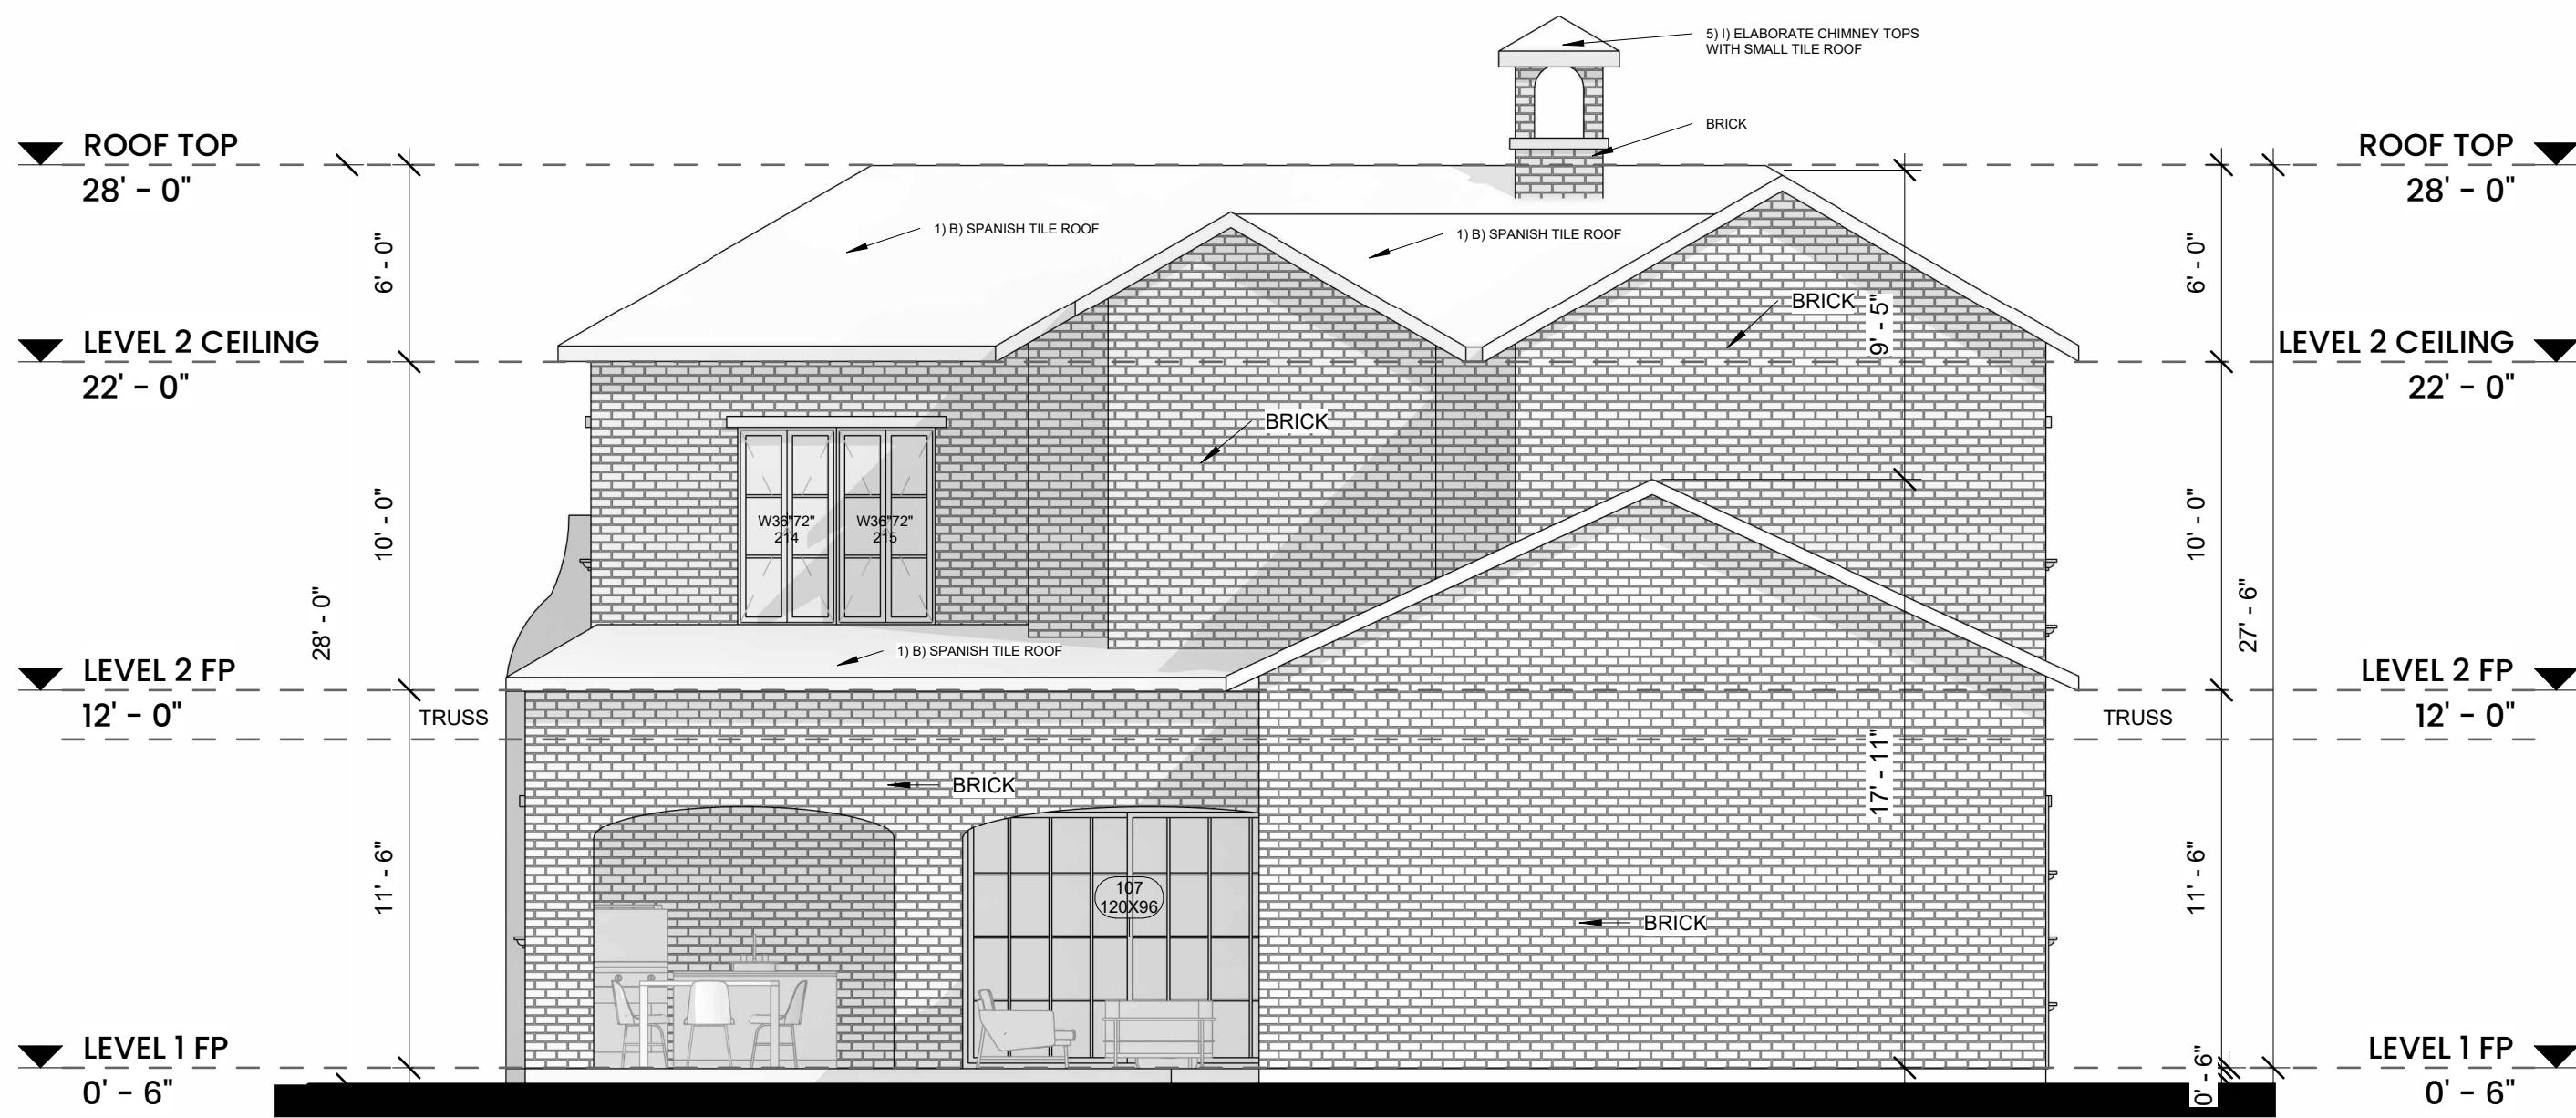 5) I) ELABORATE CHIMNEY TOPS
WITH SMALL TILE ROOF
BRICK
ROOF TOP
28' - 0"
ROOF TOP
28' - 0"
1) B) SPANISH TILE ROOF
1) B) SPANISH TILE ROOF
6' - 0"
6' - 0"
BRICK
9' - 5"
LEVEL 2 CEILING
22' - 0"
LEVEL 2 CEILING
22' - 0"
BRICK
10' - 0"
W36"72"
214
W36"72"
215
10' - 0"
28' - 0"
27' - 6"
1) B) SPANISH TILE ROOF
LEVEL 2 FP
12' - 0"
LEVEL 2 FP
12' - 0"
TRUSS
TRUSS
17' - 11"
BRICK
11' - 6"
107
120X96
BRICK
11' - 6"
LEVEL 1 FP
0' - 6"
0' - 6"
LEVEL 1 FP
0' - 6"